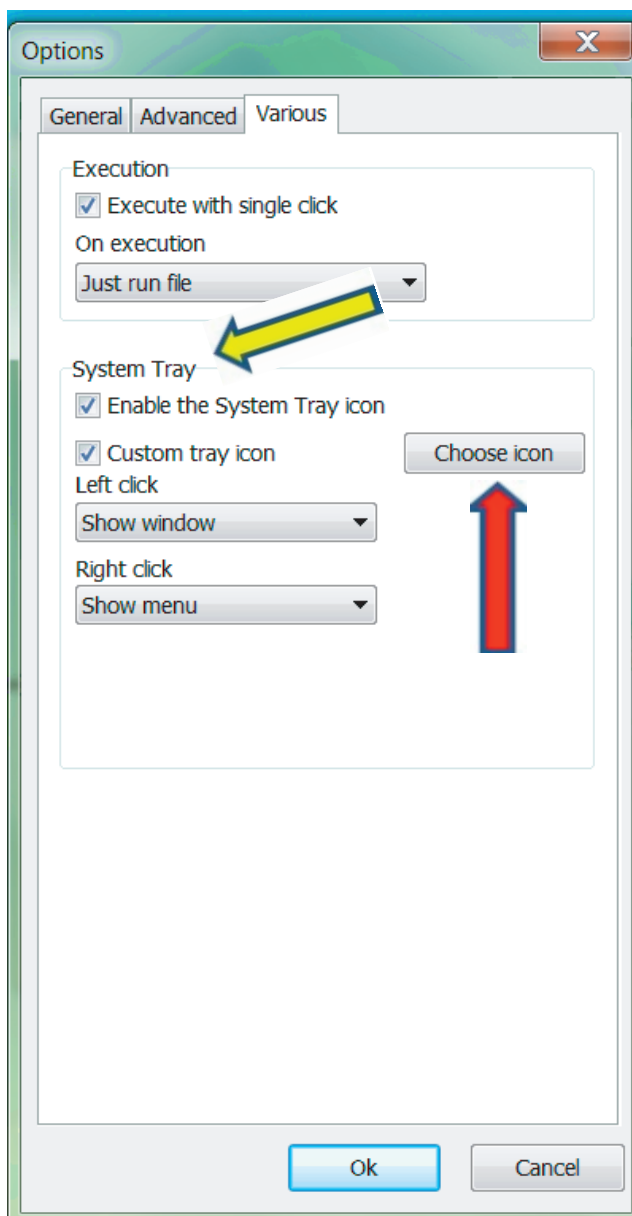 Options
General Advanced Various
Execution
Execute with single click
On execution
Just run file
System Tray
Enable the System Tray icon
Custom tray icon Choose icon
Left click
Show window
Right click
Show menu
Ok Cancel